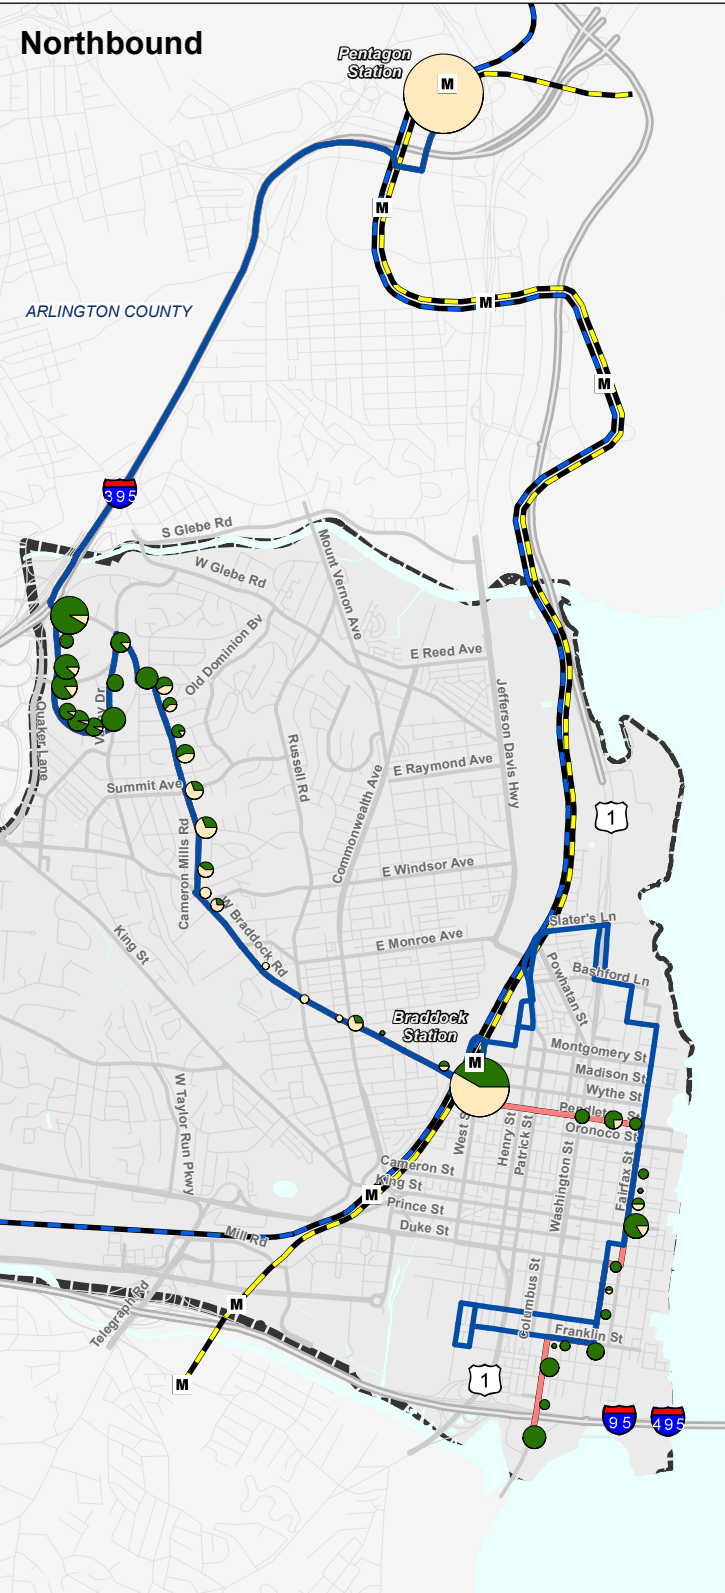 Northbound
Pentagon
Station
M
M
ARLINGTON COUNTY
M
M
395
S Glebe Rd
W Glebe Rd
Mount Vernon Ave
Old Dominion Bv
E Reed Ave
Quaker Lane
Jefferson Davis Hwy
Russell Rd
Commonwealth Ave
E Raymond Ave
Summit Ave
1
Cameron Mills Rd
E Windsor Ave
W Braddock Rd
King St
Slater's Ln
E Monroe Ave
Powhatan St
Bashford Ln
Braddock
Station
M
Montgomery St
Madison St
Wythe St
W Taylor Run Pkwy
West S
Henry St
Patrick St
Oronoco St
Washington St
Fairfax St
Cameron St
King St
M
Prince St
Duke St
Mill Rd
Telegraph Rd
M
Columbus St
Franklin St
M
1
95
495